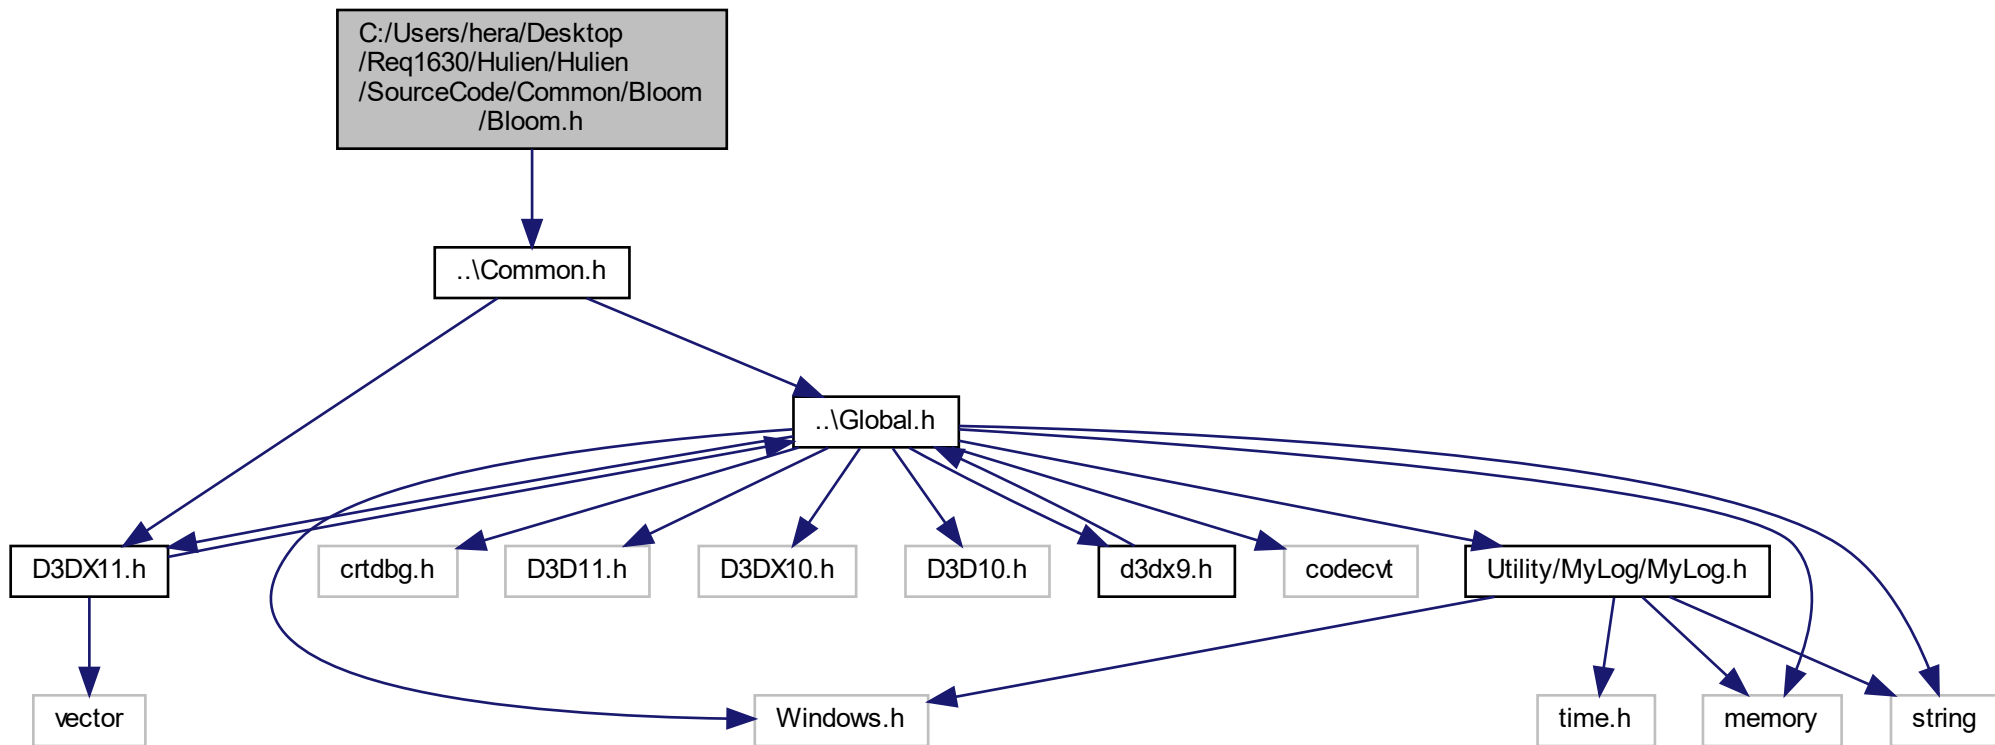 C:/Users/hera/Desktop
/Req1630/Hulien/Hulien
/SourceCode/Common/Bloom
/Bloom.h
..\Common.h
..\Global.h
D3DX11.h
crtdbg.h
D3D11.h
D3DX10.h
D3D10.h
d3dx9.h
codecvt
Utility/MyLog/MyLog.h
vector
Windows.h
time.h
memory
string